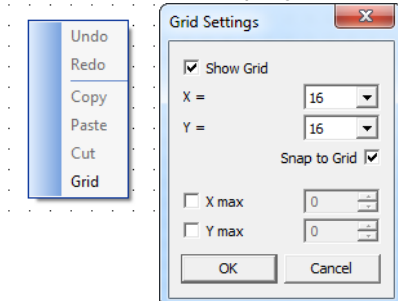 Undo
Redo
Copy
Paste
Cut
Grid
Grid Settings
Show Grid
X = 16
Y = 16
Snap to Grid
X max 0
Y max 0
OK Cancel